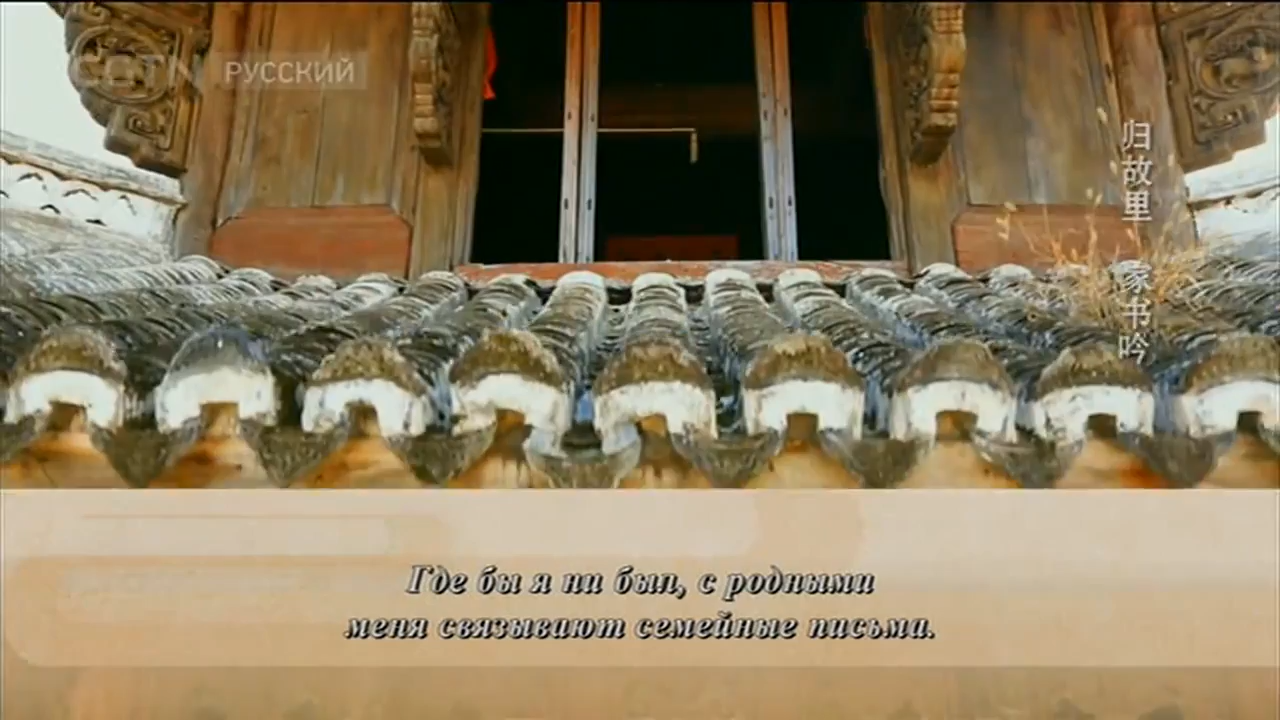 CGTN РУССКИЙ
归故里 家书吟
Где бы я ни был, с родными
меня связывают семейные письма.